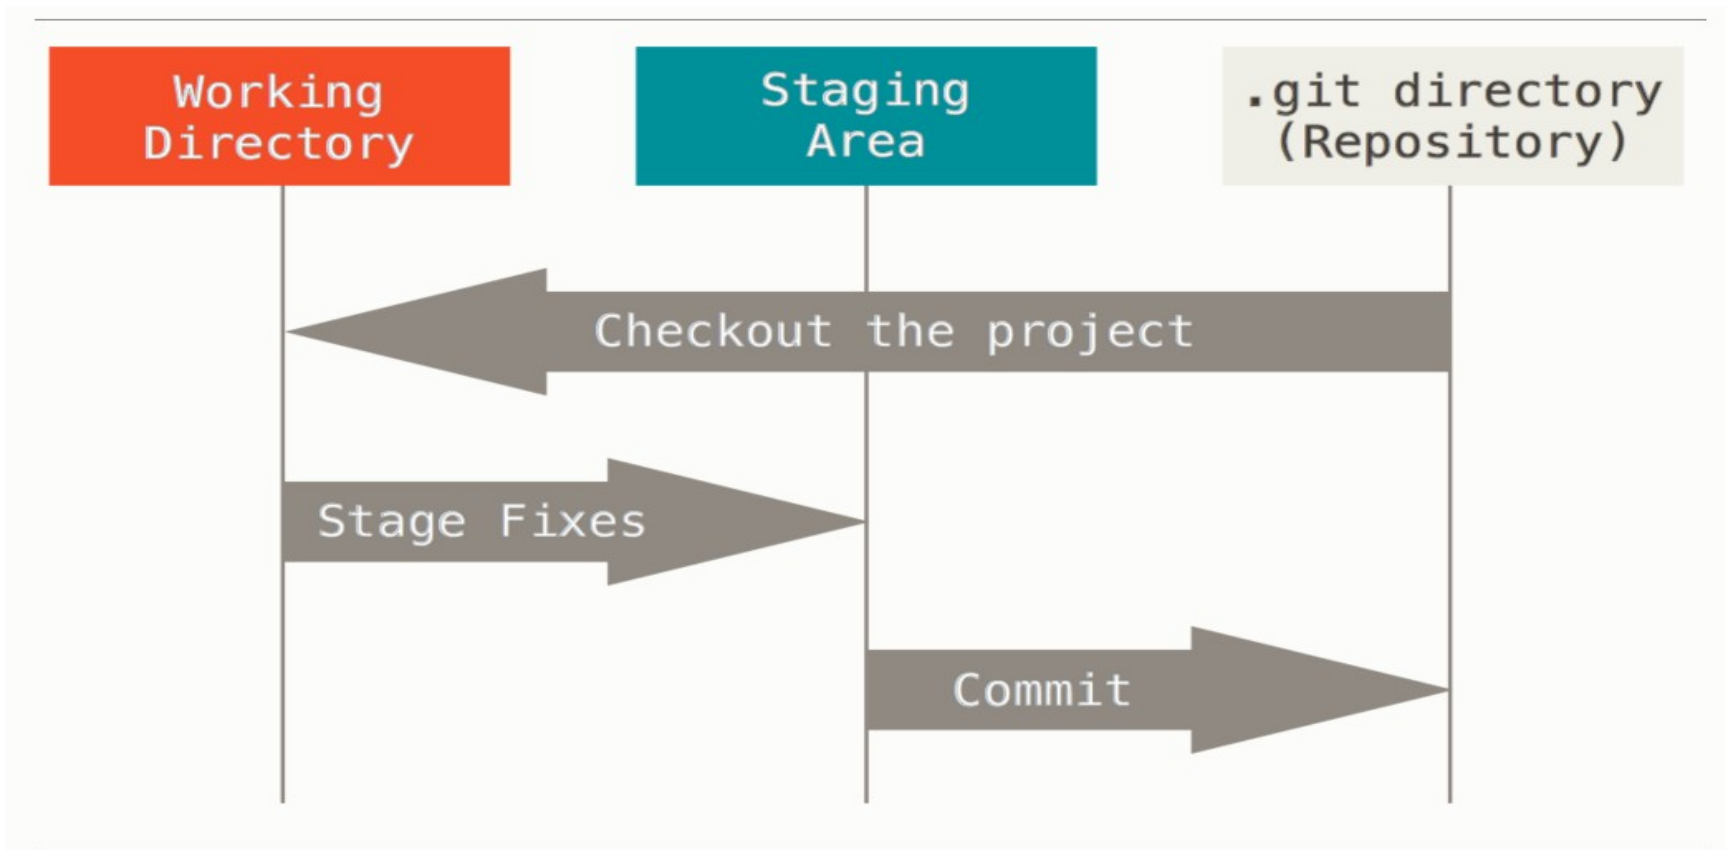 Working
Directory
Staging
Area
.git directory
(Repository)
Checkout the project
Stage Fixes
Commit